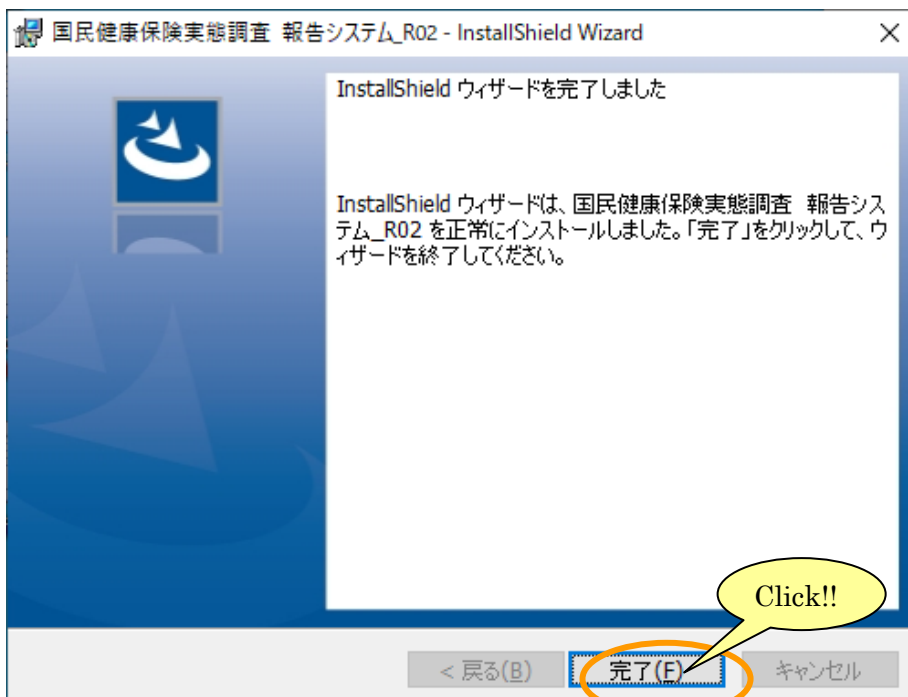 国民健康保険実態調査 報告システム_R02 - InstallShield Wizard
InstallShield ウィザードを完了しました
InstallShield ウィザードは、国民健康保険実態調査 報告シス
テム_R02 を正常にインストールしました。「完了」をクリックして、ウ
ィザードを終了してください。
Click!!
< 戻る(B)
完了(F)
キャンセル